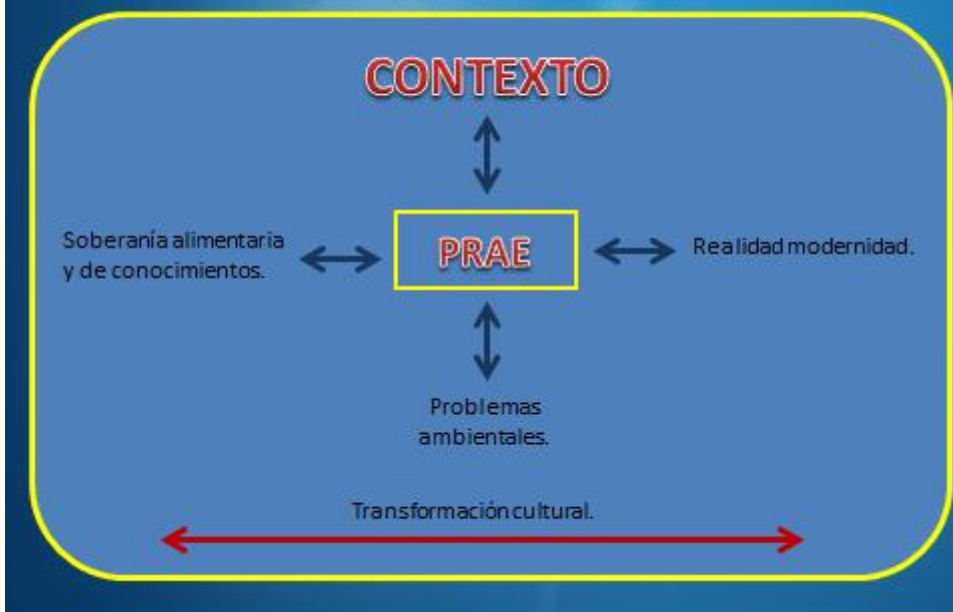 CONTEXTO
Soberanía alimentaria
y de conocimientos.
PRAE
Realidad modernidad.
Problemas
ambientales.
Transformación cultural.